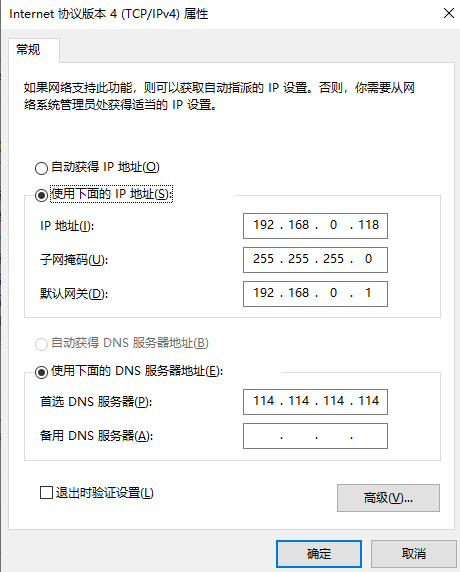 Internet 协议版本 4 (TCP/IPv4) 属性
常规
如果网络支持此功能，则可以获取自动指派的 IP 设置。否则，你需要从网
络系统管理员处获得适当的 IP 设置。
自动获得 IP 地址(O)
使用下面的 IP 地址(S):
IP 地址(I): 192 . 168 . 0 . 118
子网掩码(U): 255 . 255 . 255 . 0
默认网关(D): 192 . 168 . 0 . 1
自动获得 DNS 服务器地址(B)
使用下面的 DNS 服务器地址(E):
首选 DNS 服务器(P): 114 . 114 . 114 . 114
备用 DNS 服务器(A): . . .
退出时验证设置(L)
高级(V)...
确定 取消